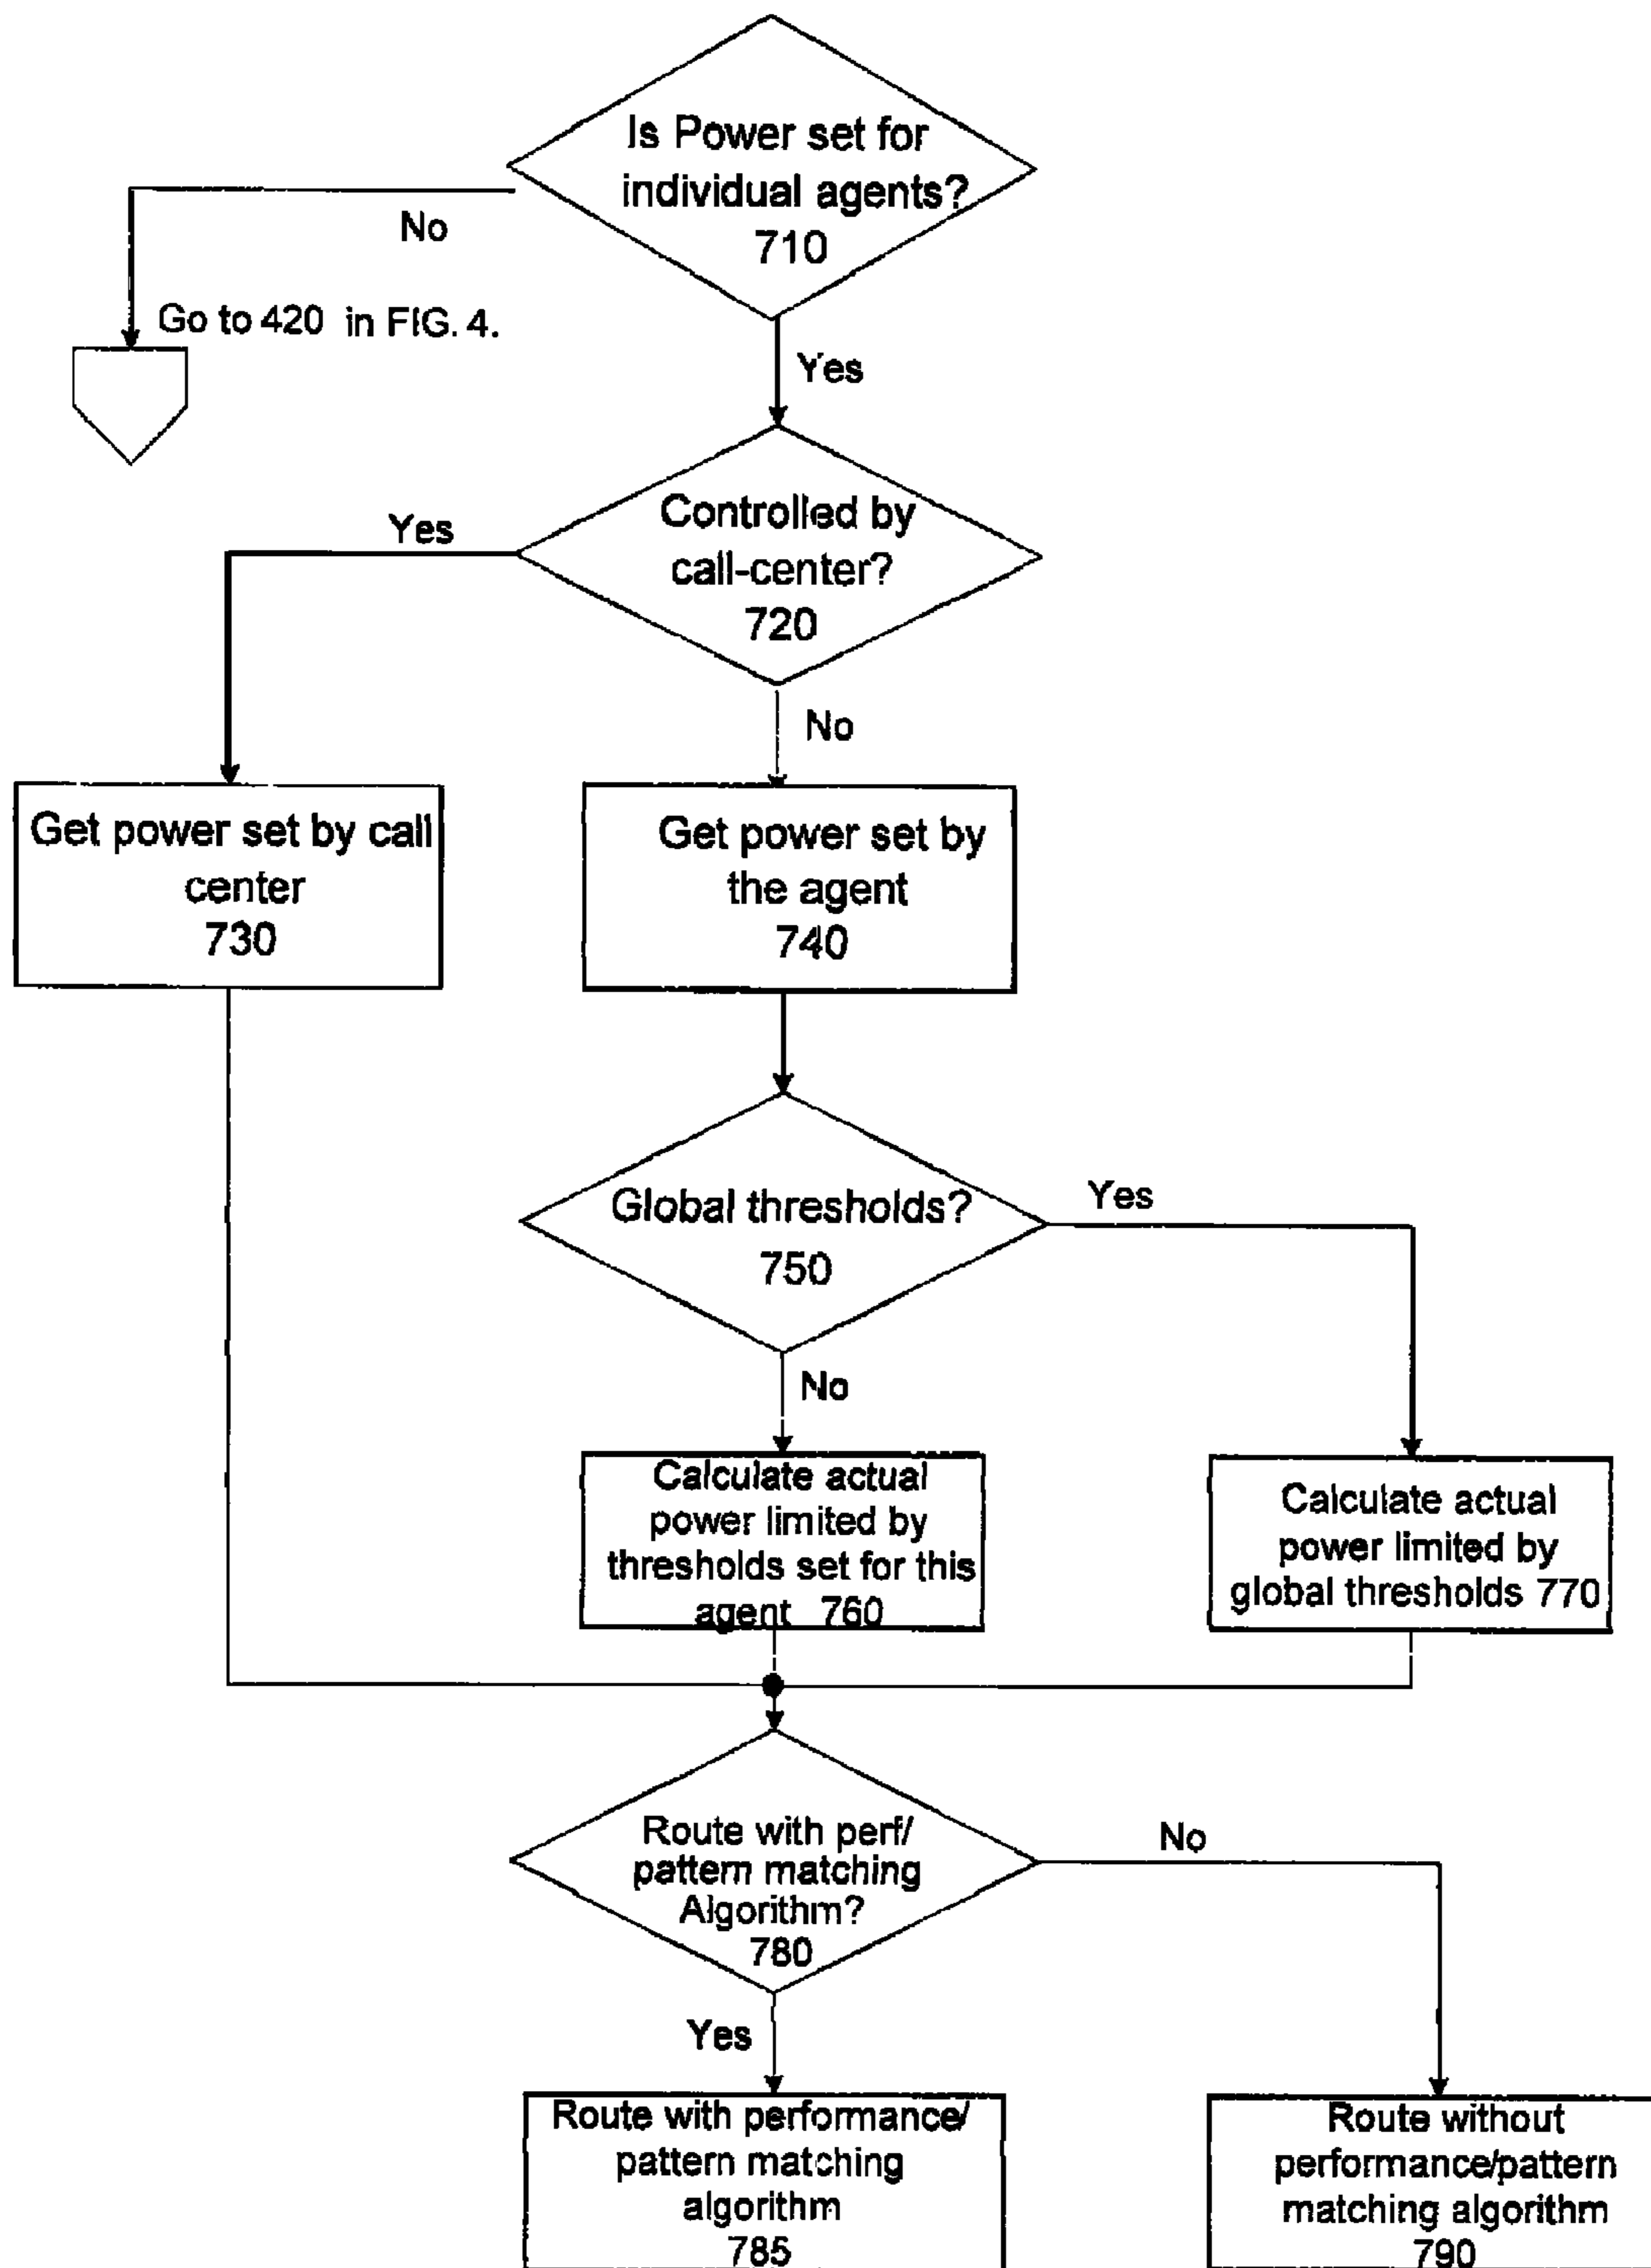 Is Power set for
individual agents?
710
No
Go to 420 in FIG. 4.
Yes
Controlled by
call-center?
720
Yes
No
Get power set by call
center
730
Get power set by
the agent
740
Global thresholds?
750
Yes
No
Calculate actual
power limited by
thresholds set for this
agent 760
Calculate actual
power limited by
global thresholds 770
Route with perf/
pattern matching
Algorithm?
780
No
Yes
Route with performance/
pattern matching
algorithm
785
Route without
performance/pattern
matching algorithm
790